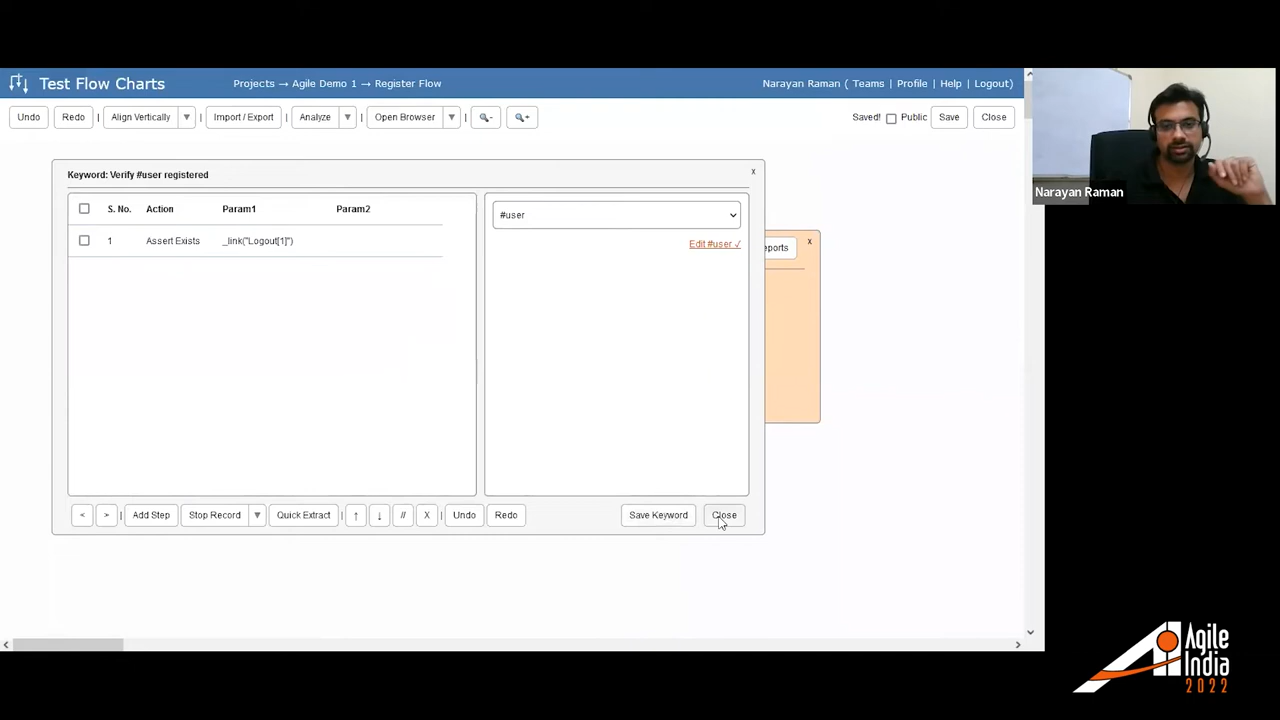 Test Flow Charts
Projects → Agile Demo 1 → Register Flow
Narayan Raman ( Teams | Profile | Help | Logout)
Undo Redo | Align Vertically ▼ | Import / Export | Analyze ▼ | Open Browser ▼ | - +
Saved! Public Save Close
Keyword: Verify #user registered x
S. No. Action Param1 Param2
1 Assert Exists _link("Logout[1]")
#user
Edit #user ✓
eports x
< > | Add Step Stop Record ▼ Quick Extract | ↑ ↓ // X | Undo Redo
Save Keyword Close
Narayan Raman
Agile
India
2022